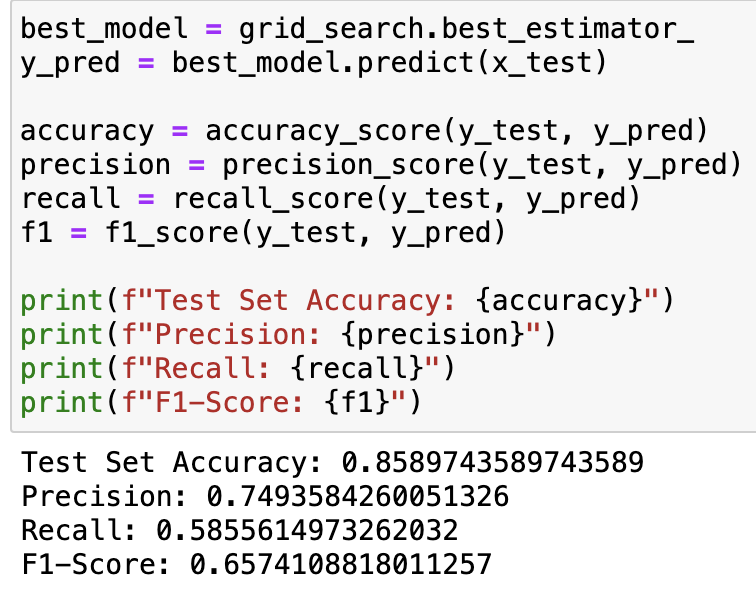 best_model = grid_search.best_estimator_
y_pred = best_model.predict(x_test)
accuracy = accuracy_score(y_test, y_pred)
precision = precision_score(y_test, y_pred)
recall = recall_score(y_test, y_pred)
f1 = f1_score(y_test, y_pred)
print(f"Test Set Accuracy: {accuracy}")
print(f"Precision: {precision}")
print(f"Recall: {recall}")
print(f"F1-Score: {f1}")
Test Set Accuracy: 0.8589743589743589
Precision: 0.7493584260051326
Recall: 0.5855614973262032
F1-Score: 0.6574108818011257